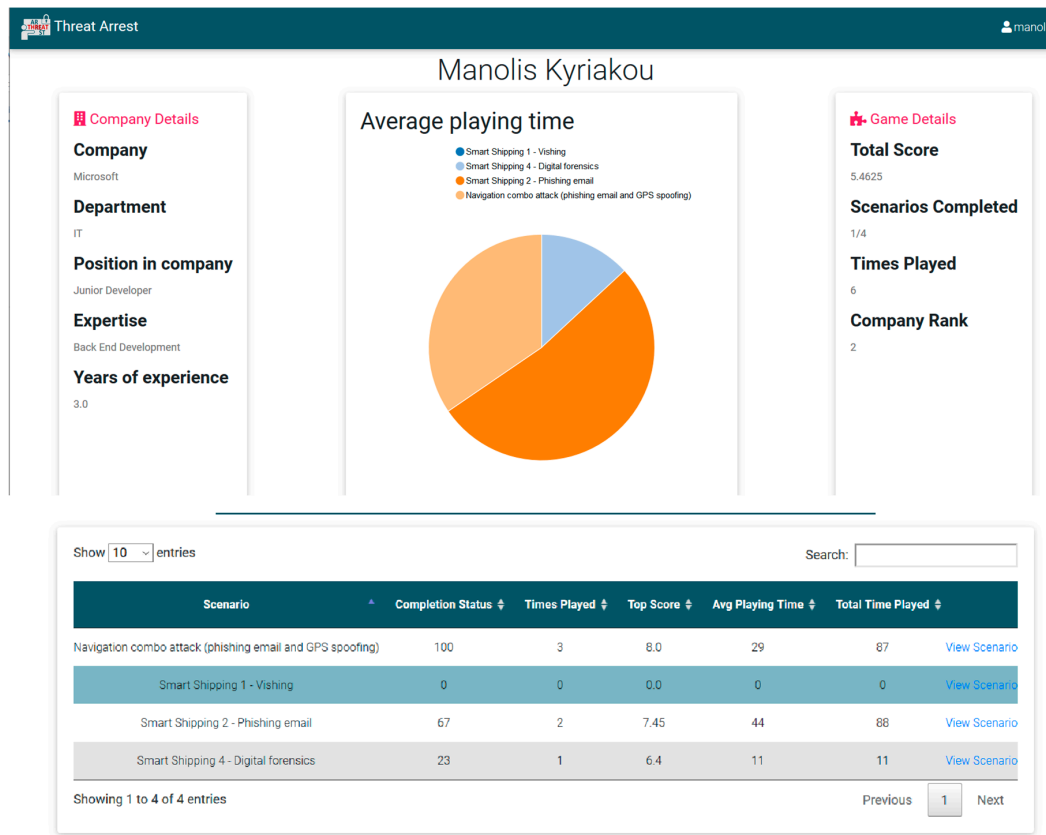 AR
THREAT
ST
Threat Arrest
manol
Manolis Kyriakou
Company Details
Company
Microsoft
Department
IT
Position in company
Junior Developer
Expertise
Back End Development
Years of experience
3.0
Average playing time
Smart Shipping 1 - Vishing
Smart Shipping 4 - Digital forensics
Smart Shipping 2 - Phishing email
Navigation combo attack (phishing email and GPS spoofing)
Game Details
Total Score
5.4625
Scenarios Completed
1/4
Times Played
6
Company Rank
2
Show 10 entries Search:
Scenario Completion Status Times Played Top Score Avg Playing Time Total Time Played
Navigation combo attack (phishing email and GPS spoofing) 100 3 8.0 29 87 View Scenario
Smart Shipping 1 - Vishing 0 0 0.0 0 0 View Scenario
Smart Shipping 2 - Phishing email 67 2 7.45 44 88 View Scenario
Smart Shipping 4 - Digital forensics 23 1 6.4 11 11 View Scenario
Showing 1 to 4 of 4 entries Previous 1 Next